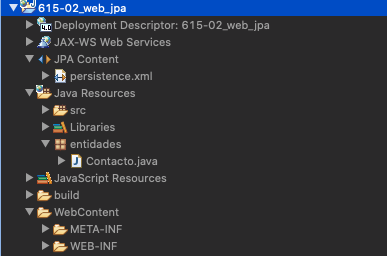 615-02_web_jpa
Deployment Descriptor: 615-02_web_jpa
JAX-WS Web Services
JPA Content
persistence.xml
Java Resources
src
Libraries
entidades
Contacto.java
JavaScript Resources
build
WebContent
META-INF
WEB-INF